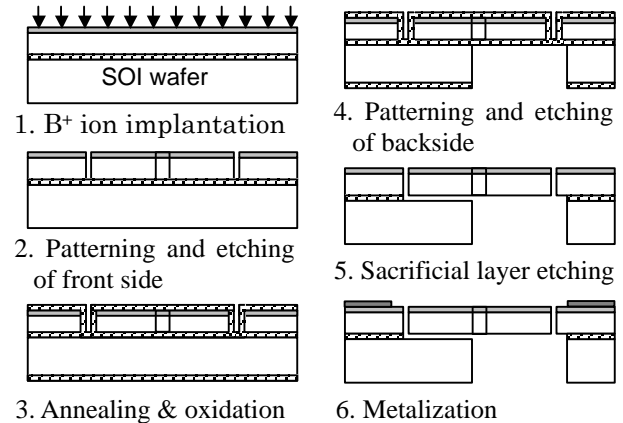 SOI wafer
1. B⁺ ion implantation
2. Patterning and etching
of front side
3. Annealing & oxidation
4. Patterning and etching
of backside
5. Sacrificial layer etching
6. Metalization